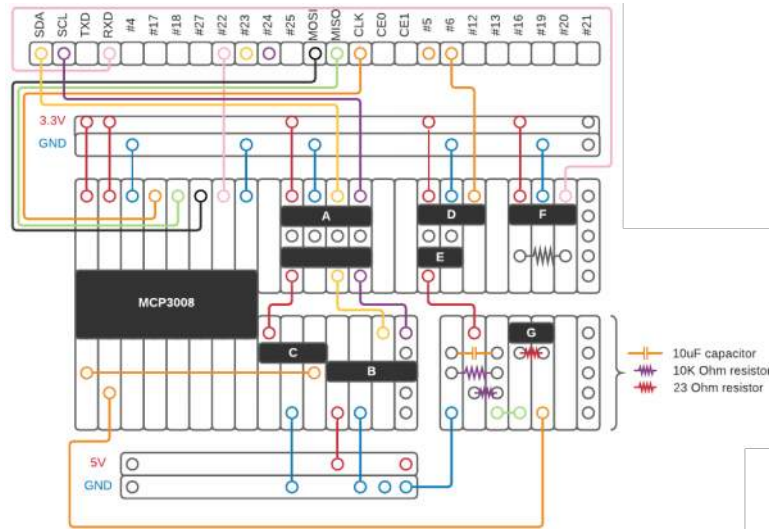 SDA SCL TXD RXD #4 #17 #18 #27 #22 #23 #24 #25 MOSI MISO CLK CE0 CE1 #5 #6 #12 #13 #16 #19 #20 #21
3.3V
GND
A D F
E
MCP3008
G
C
B
10uF capacitor
10K Ohm resistor
23 Ohm resistor
5V
GND